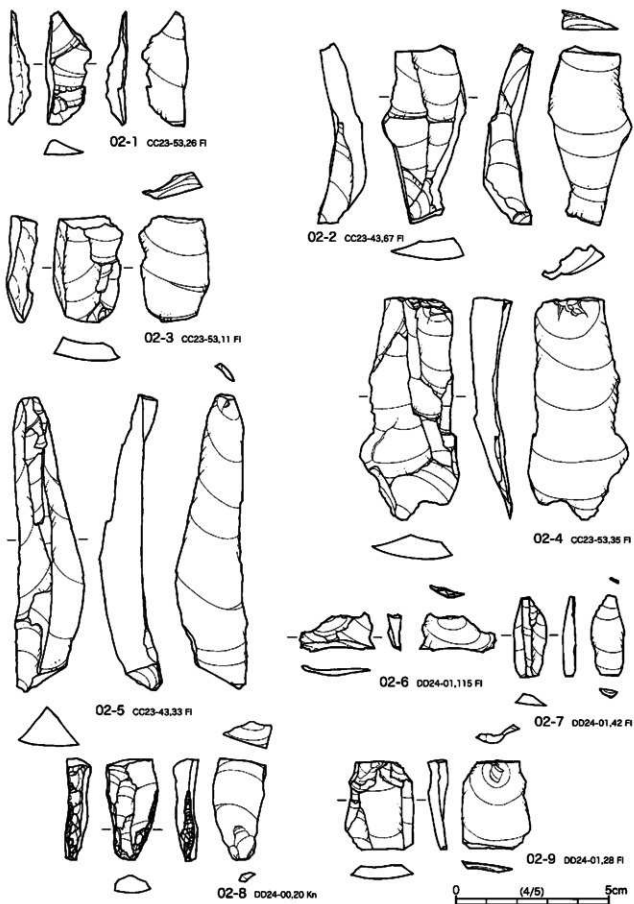 02-1 CC23-53,26 Fl
02-2 CC23-43,67 Fl
02-3 CC23-53,11 Fl
02-4 CC23-53,35 Fl
02-5 CC23-43,33 Fl
02-6 DD24-01,115 Fl
02-7 DD24-01,42 Fl
02-8 DD24-00,20 Kn
02-9 DD24-01,28 Fl
0 (4/5) 5cm